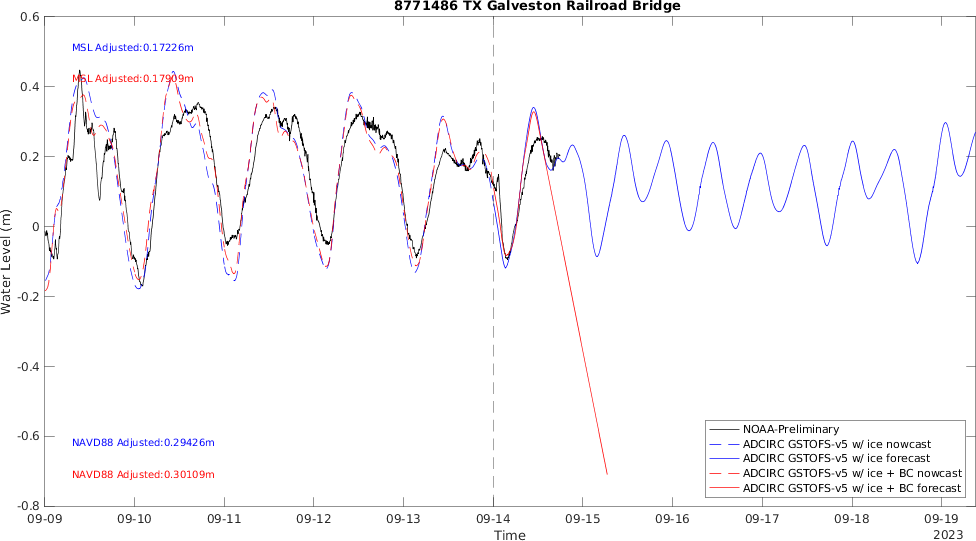 8771486 TX Galveston Railroad Bridge
0.6
0.4
0.2
0
-0.2
-0.4
-0.6
-0.8
Water Level (m)
MSL Adjusted:0.17226m
MSL Adjusted:0.17909m
NAVD88 Adjusted:0.29426m
NAVD88 Adjusted:0.30109m
NOAA-Preliminary
ADCIRC GSTOFS-v5 w/ ice nowcast
ADCIRC GSTOFS-v5 w/ ice forecast
ADCIRC GSTOFS-v5 w/ ice + BC nowcast
ADCIRC GSTOFS-v5 w/ ice + BC forecast
09-09 09-10 09-11 09-12 09-13 09-14 09-15 09-16 09-17 09-18 09-19
Time
2023